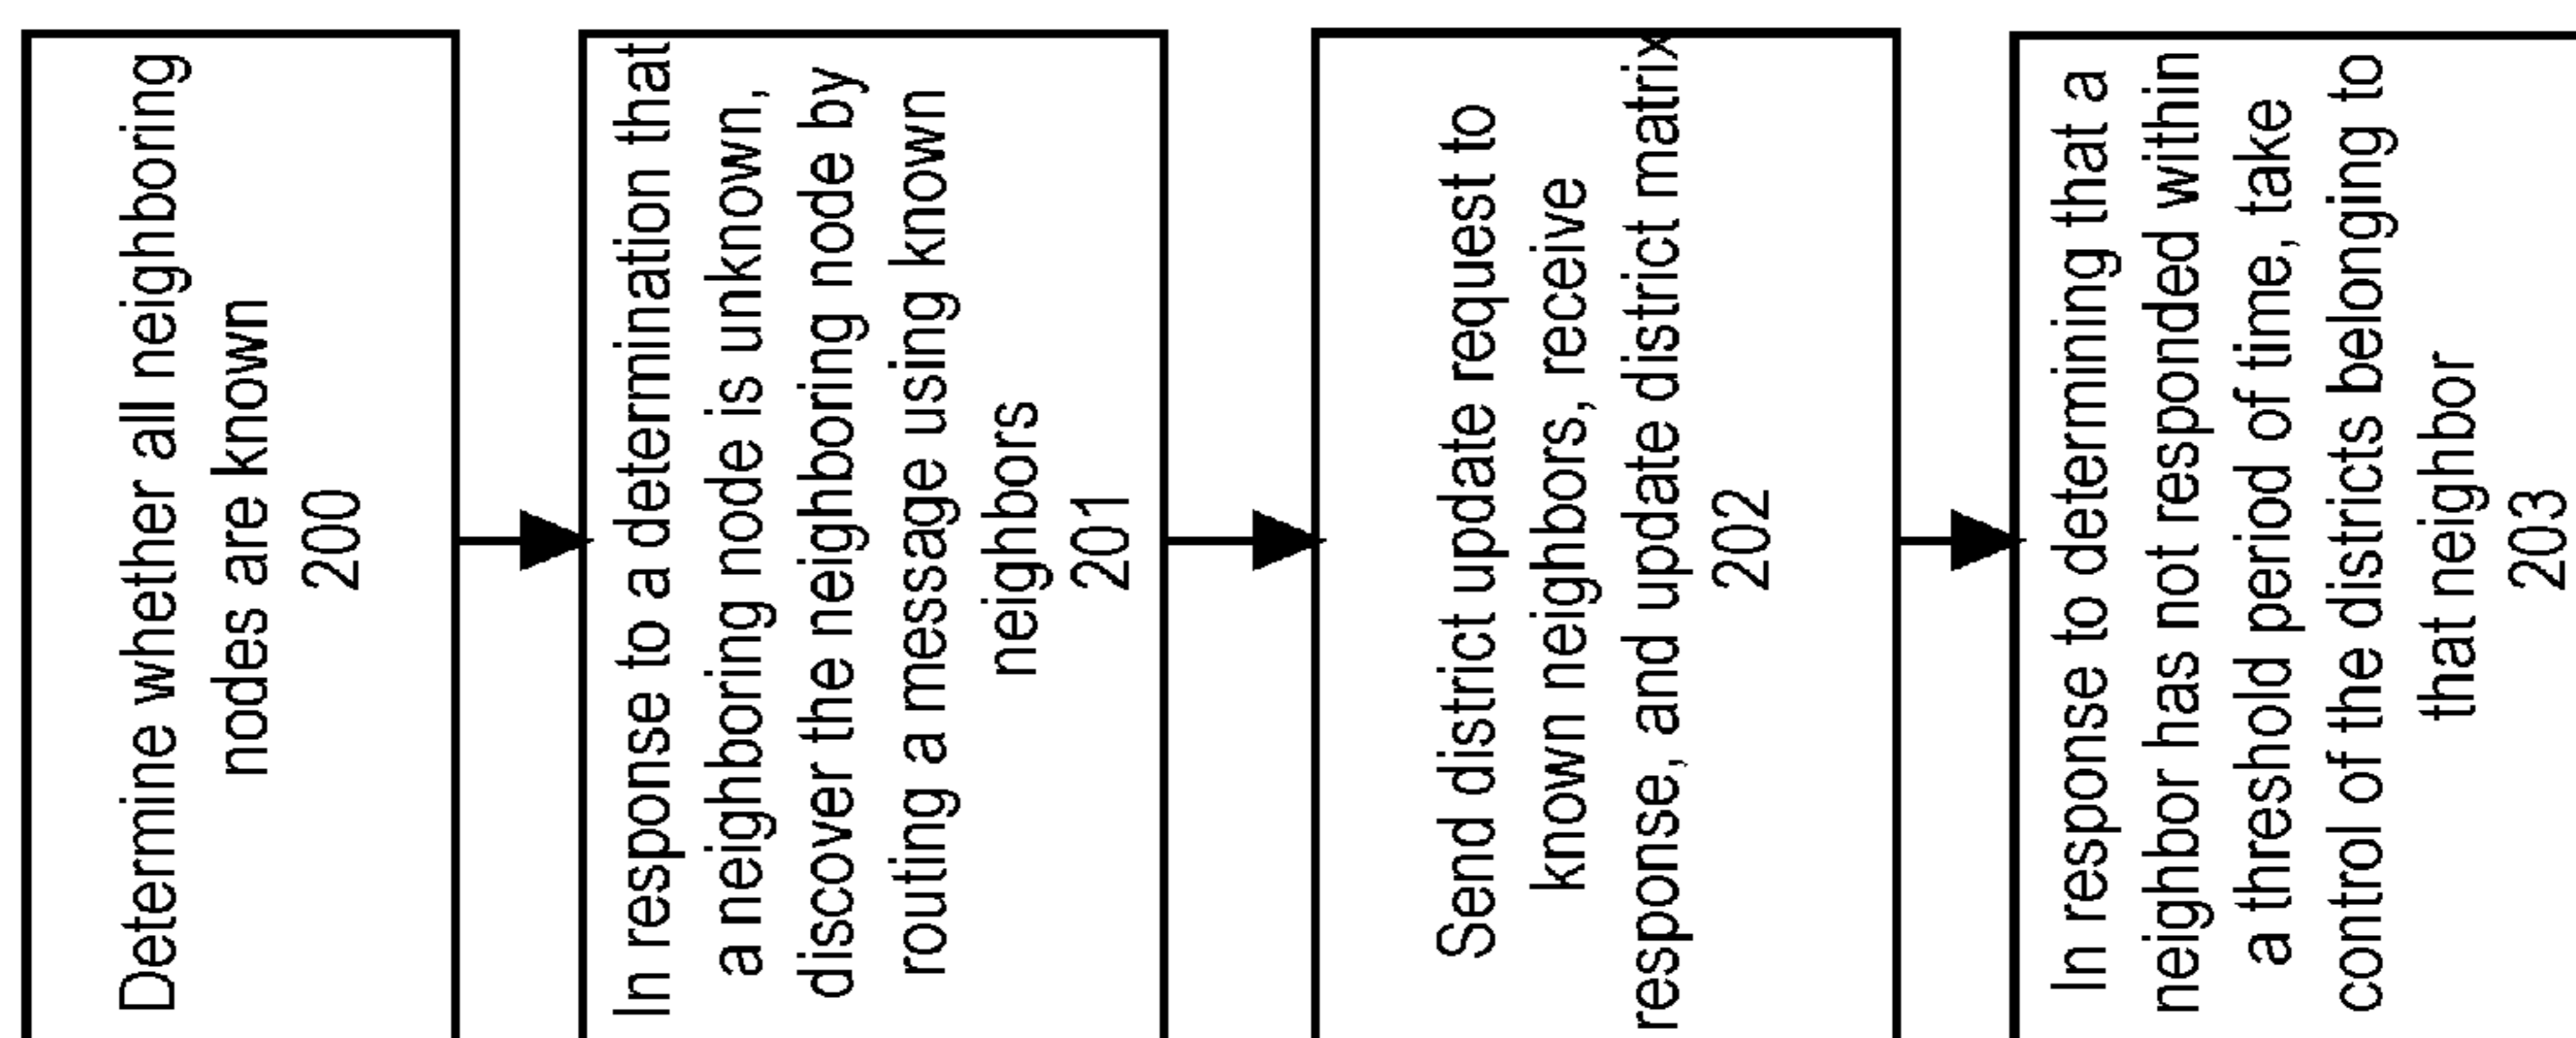 Determine whether all neighboring
nodes are known
200
In response to a determination that
a neighboring node is unknown,
discover the neighboring node by
routing a message using known
neighbors
201
Send district update request to
known neighbors, receive
response, and update district matrix
202
In response to determining that a
neighbor has not responded within
a threshold period of time, take
control of the districts belonging to
that neighbor
203